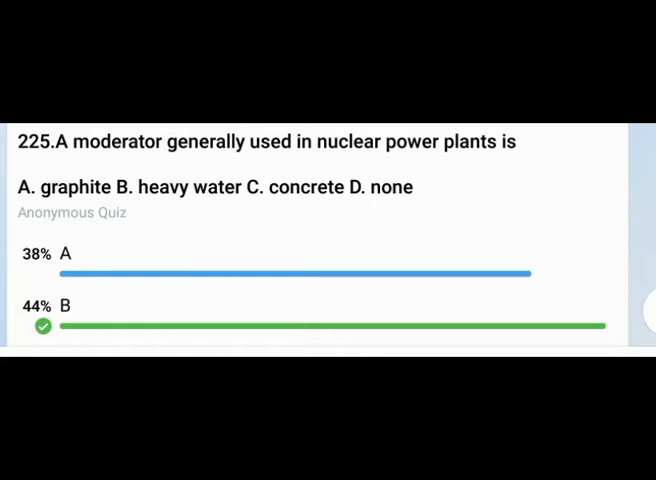 225.A moderator generally used in nuclear power plants is
A. graphite B. heavy water C. concrete D. none
Anonymous Quiz
38% A
44% B